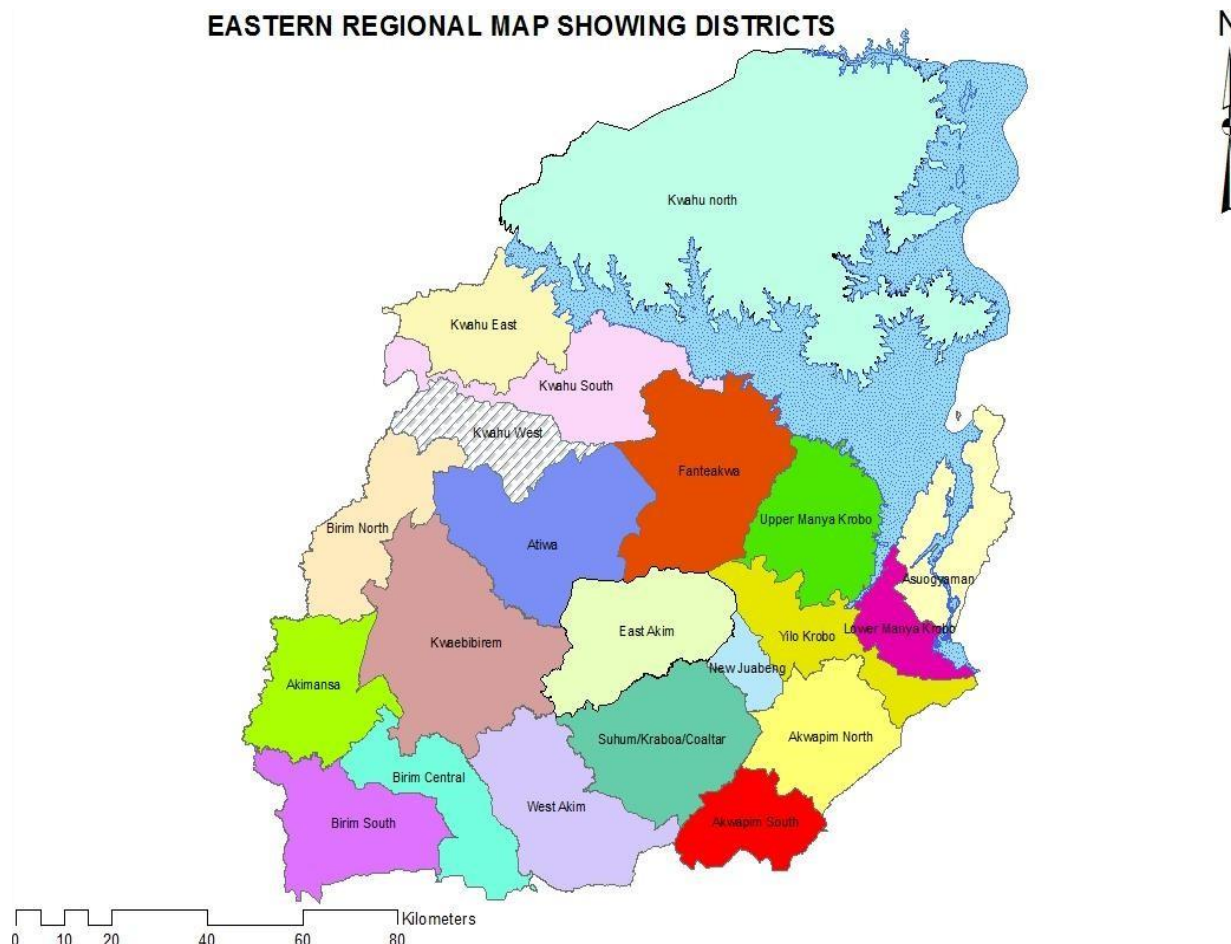 EASTERN REGIONAL MAP SHOWING DISTRICTS
N
Kwahu north
Kwahu East
Kwahu South
Kwahu West
Fanteakwa
Upper Manya Krobo
Birim North
Atiwa
Asuogyaman
East Akim
Yilo Krobo
Lower Manya Krobo
Kwaebibirem
New Juabeng
Akimansa
Suhum/Kraboa/Coaltar
Akwapim North
Birim Central
West Akim
Birim South
Akwapim South
Kilometers
0 10 20 40 60 80